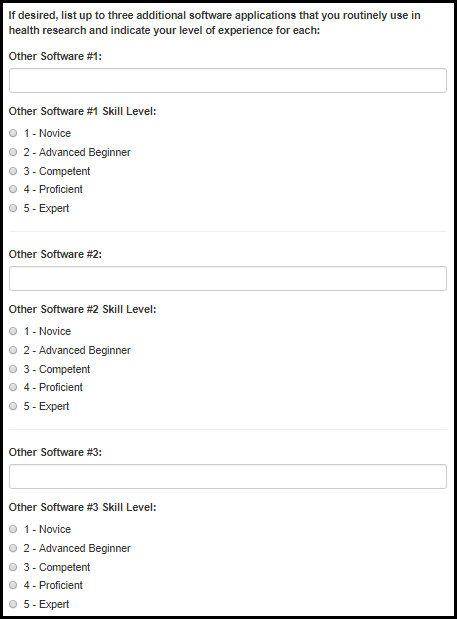 If desired, list up to three additional software applications that you routinely use in
health research and indicate your level of experience for each:
Other Software #1:
Other Software #1 Skill Level:
1 - Novice
2 - Advanced Beginner
3 - Competent
4 - Proficient
5 - Expert
Other Software #2:
Other Software #2 Skill Level:
1 - Novice
2 - Advanced Beginner
3 - Competent
4 - Proficient
5 - Expert
Other Software #3:
Other Software #3 Skill Level:
1 - Novice
2 - Advanced Beginner
3 - Competent
4 - Proficient
5 - Expert